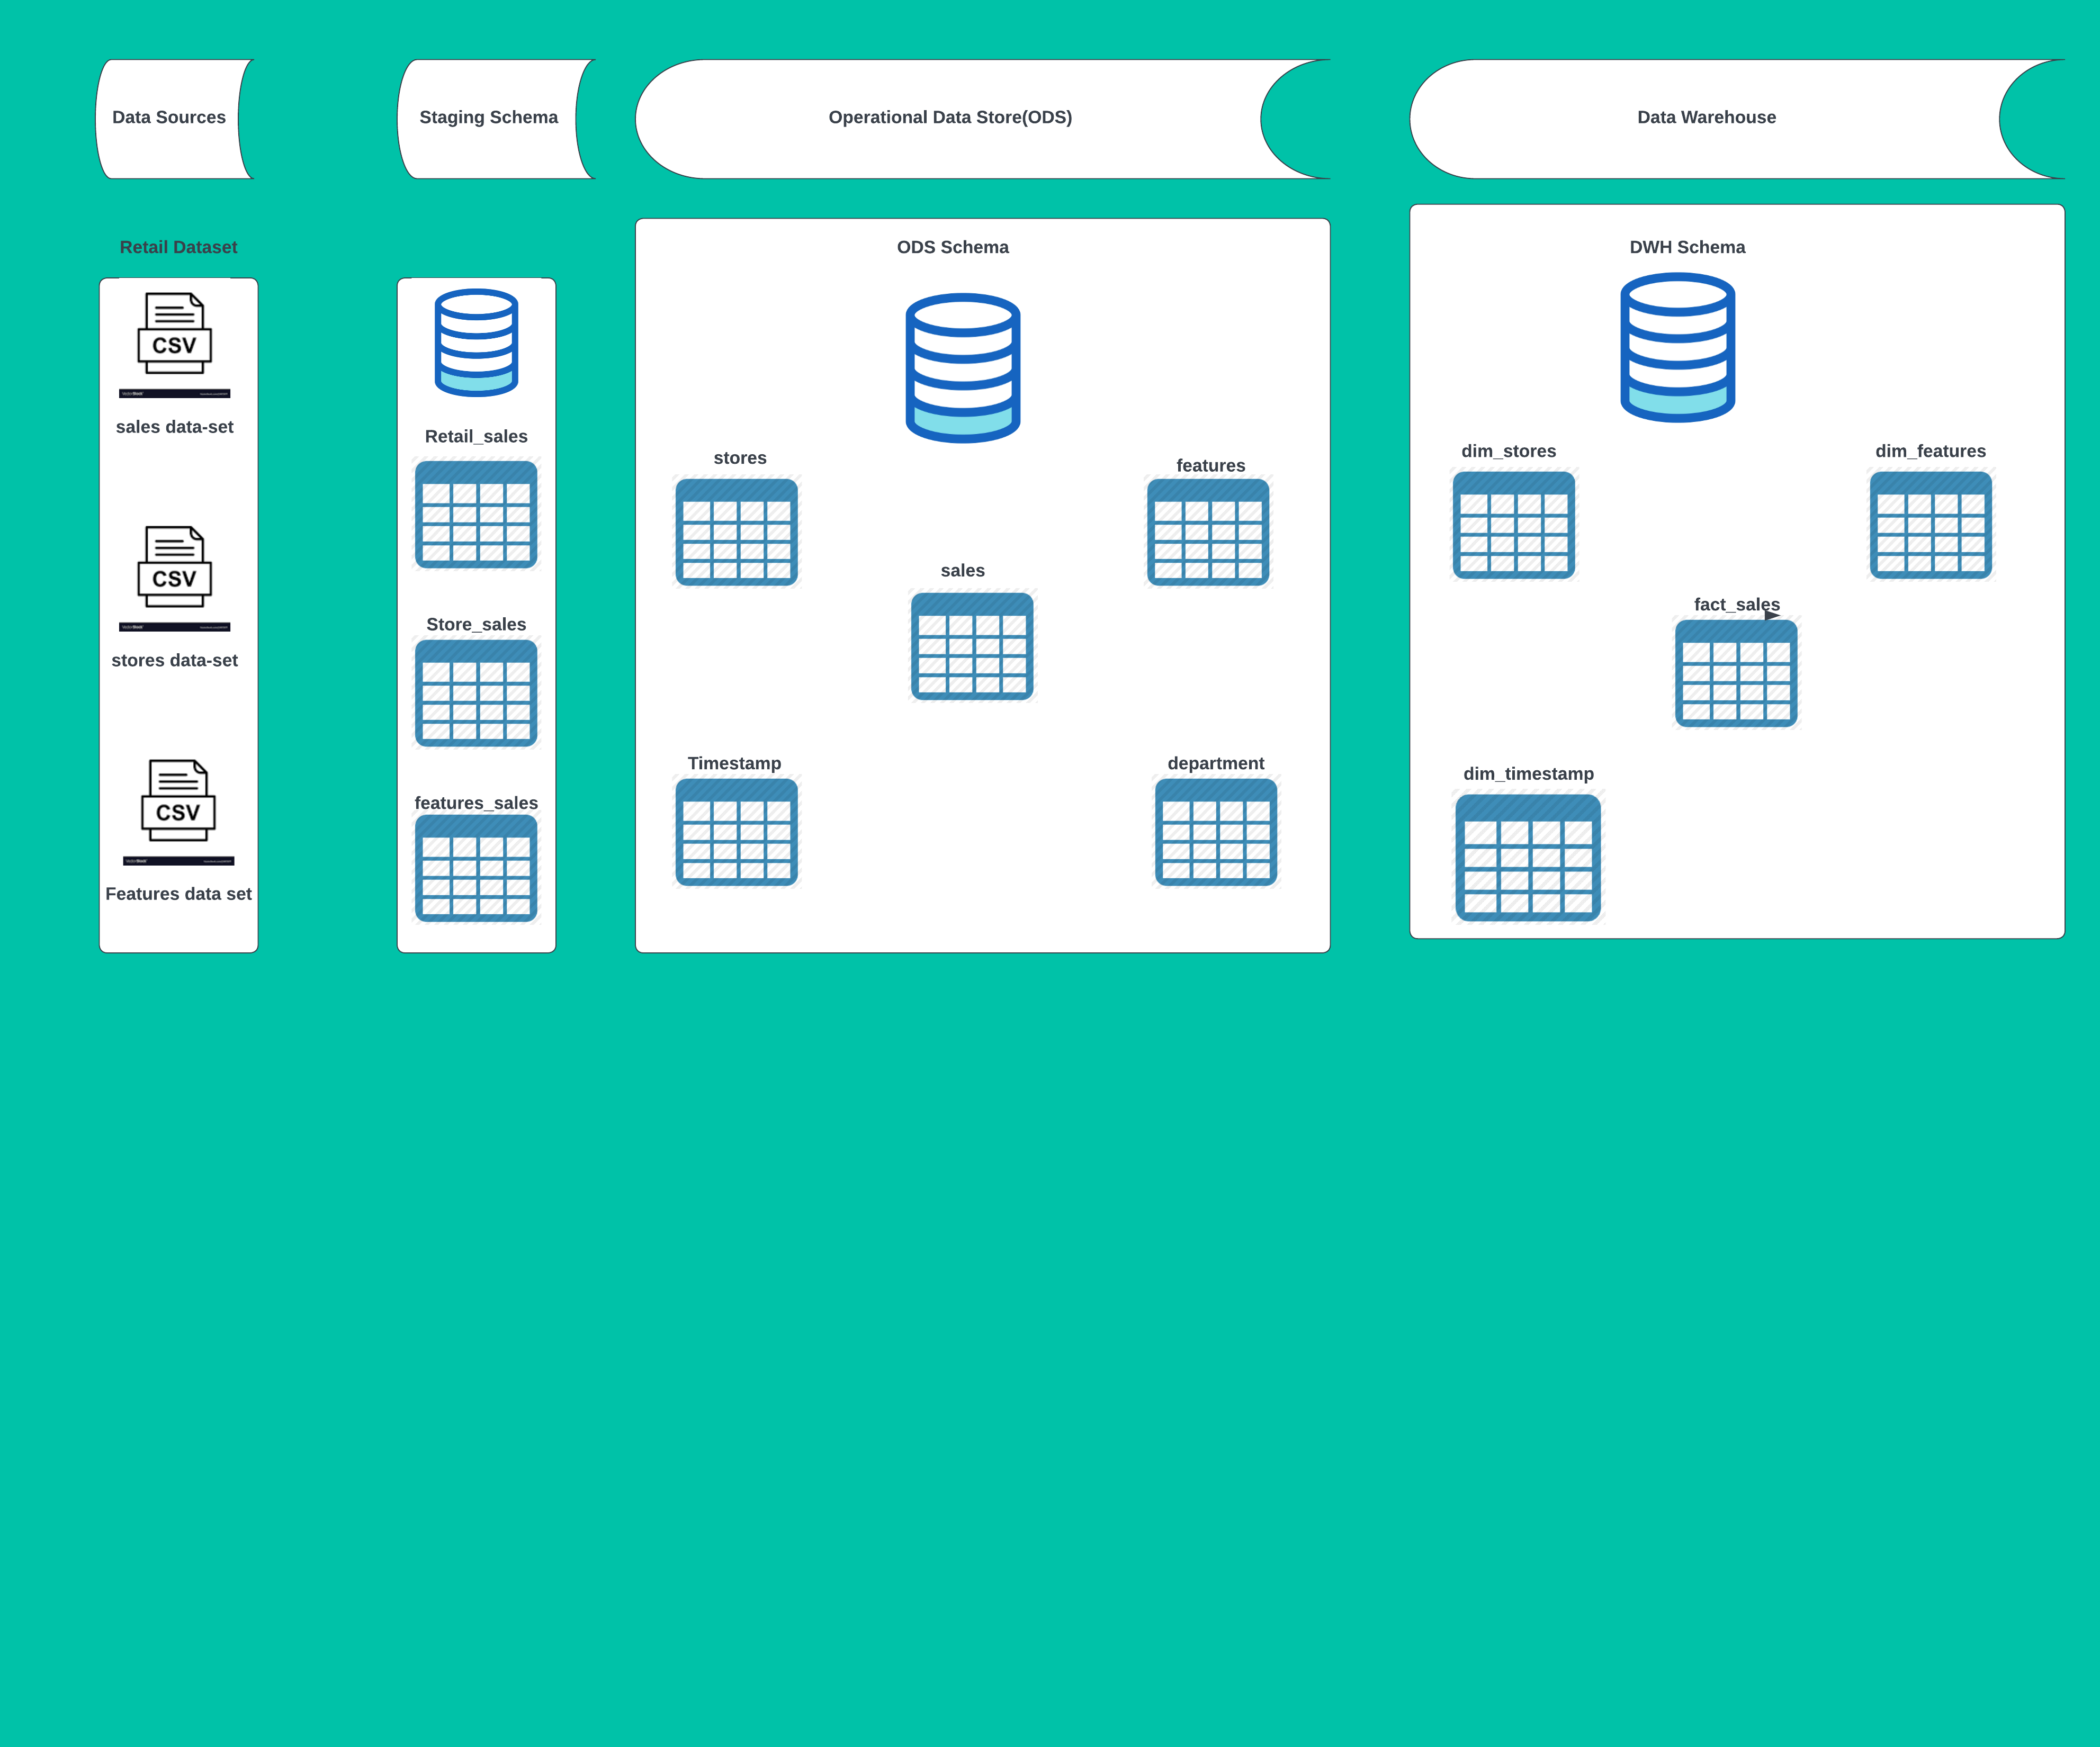 Data Sources
Staging Schema
Operational Data Store(ODS)
Data Warehouse
Retail Dataset
CSV
sales data-set
CSV
stores data-set
CSV
Features data set
Retail_sales
Store_sales
features_sales
ODS Schema
stores
features
sales
Timestamp
department
DWH Schema
dim_stores
dim_features
fact_sales
dim_timestamp